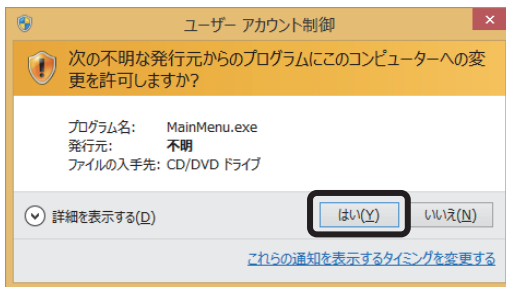 ユーザー アカウント制御
次の不明な発行元からのプログラムにこのコンピューターへの変
更を許可しますか?
プログラム名: MainMenu.exe
発行元: 不明
ファイルの入手先: CD/DVD ドライブ
詳細を表示する(D)
はい(Y) いいえ(N)
これらの通知を表示するタイミングを変更する